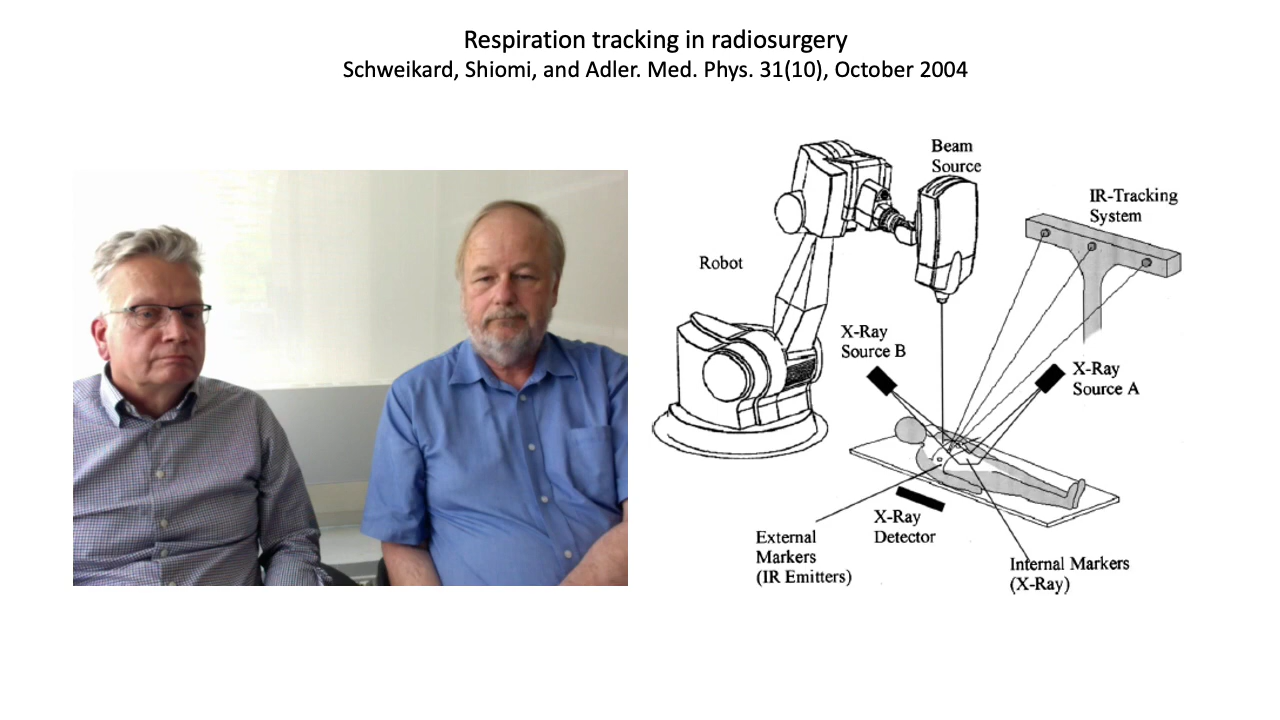 Respiration tracking in radiosurgery
Schweikard, Shiomi, and Adler. Med. Phys. 31(10), October 2004
Beam
Source
IR-Tracking
System
Robot
X-Ray
Source B
X-Ray
Source A
X-Ray
Detector
External
Markers
(IR Emitters)
Internal Markers
(X-Ray)